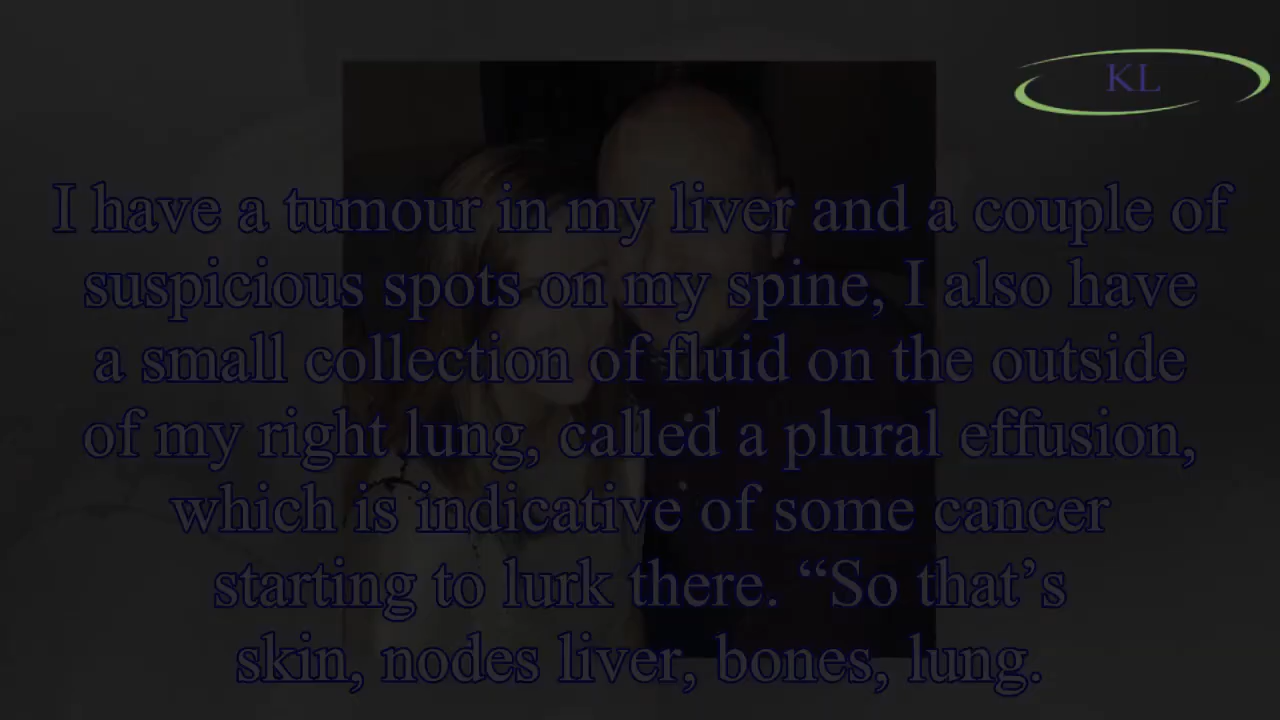 KL
I have a tumour in my liver and a couple of
suspicious spots on my spine, I also have
a small collection of fluid on the outside
of my right lung, called a plural effusion,
which is indicative of some cancer
starting to lurk there. “So that’s
skin, nodes liver, bones, lung.